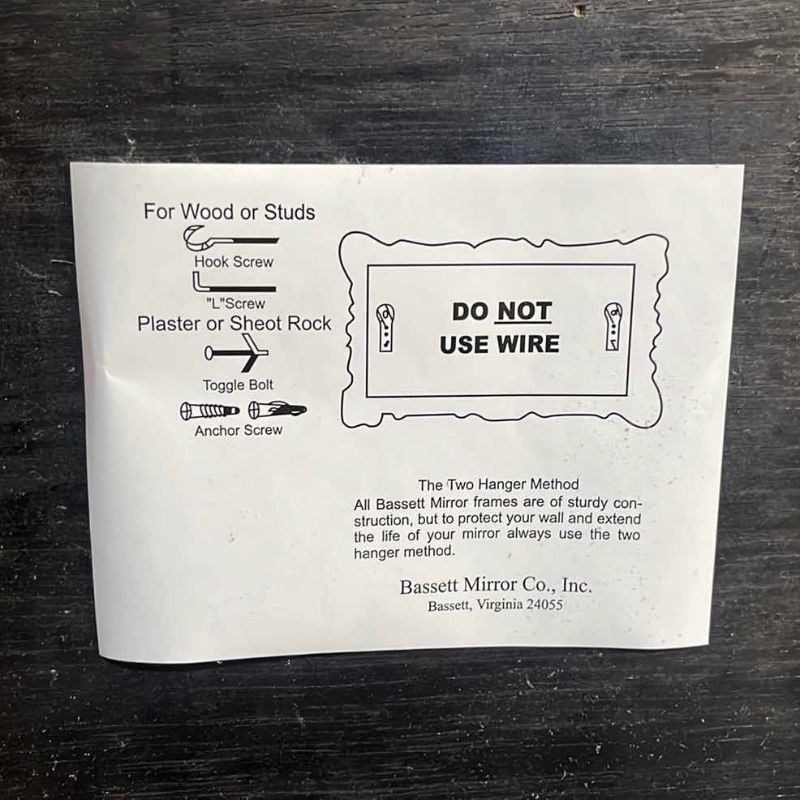 For Wood or Studs
Hook Screw
"L"Screw
Plaster or Sheot Rock
Toggle Bolt
Anchor Screw
DO NOT
USE WIRE
The Two Hanger Method
All Bassett Mirror frames are of sturdy con-
struction, but to protect your wall and extend
the life of your mirror always use the two
hanger method.
Bassett Mirror Co., Inc.
Bassett, Virginia 24055